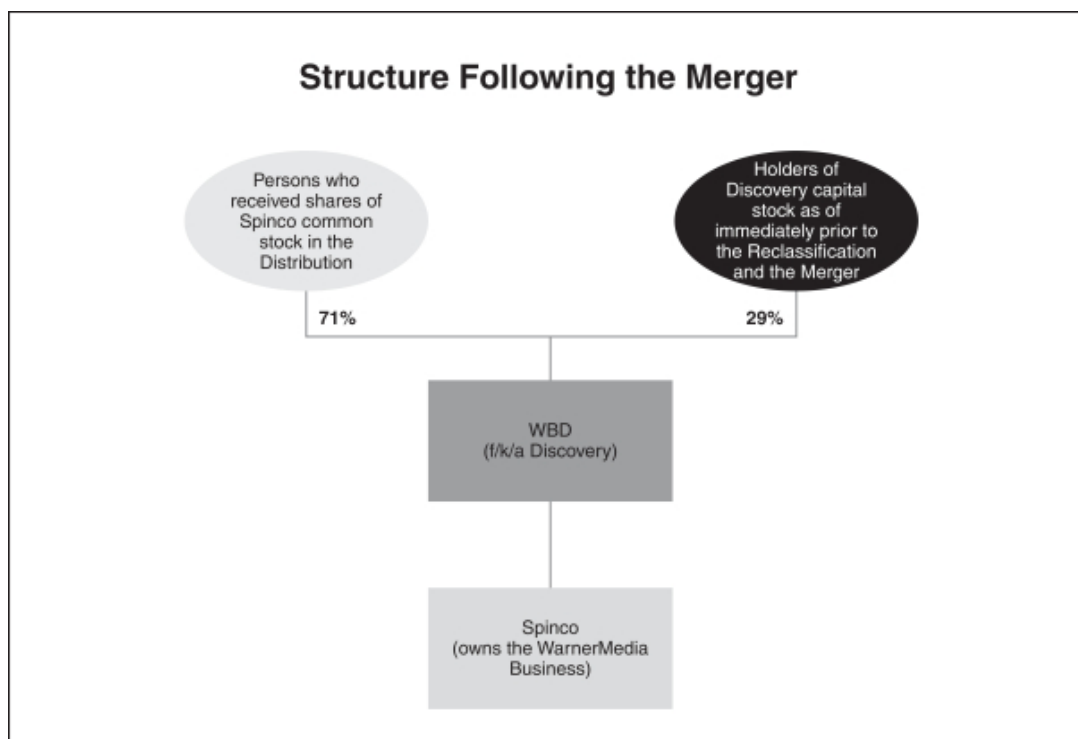 Structure Following the Merger
Persons who
received shares of
Spinco common
stock in the
Distribution
Holders of
Discovery capital
stock as of
immediately prior to
the Reclassification
and the Merger
71%
29%
WBD
(f/k/a Discovery)
Spinco
(owns the WarnerMedia
Business)